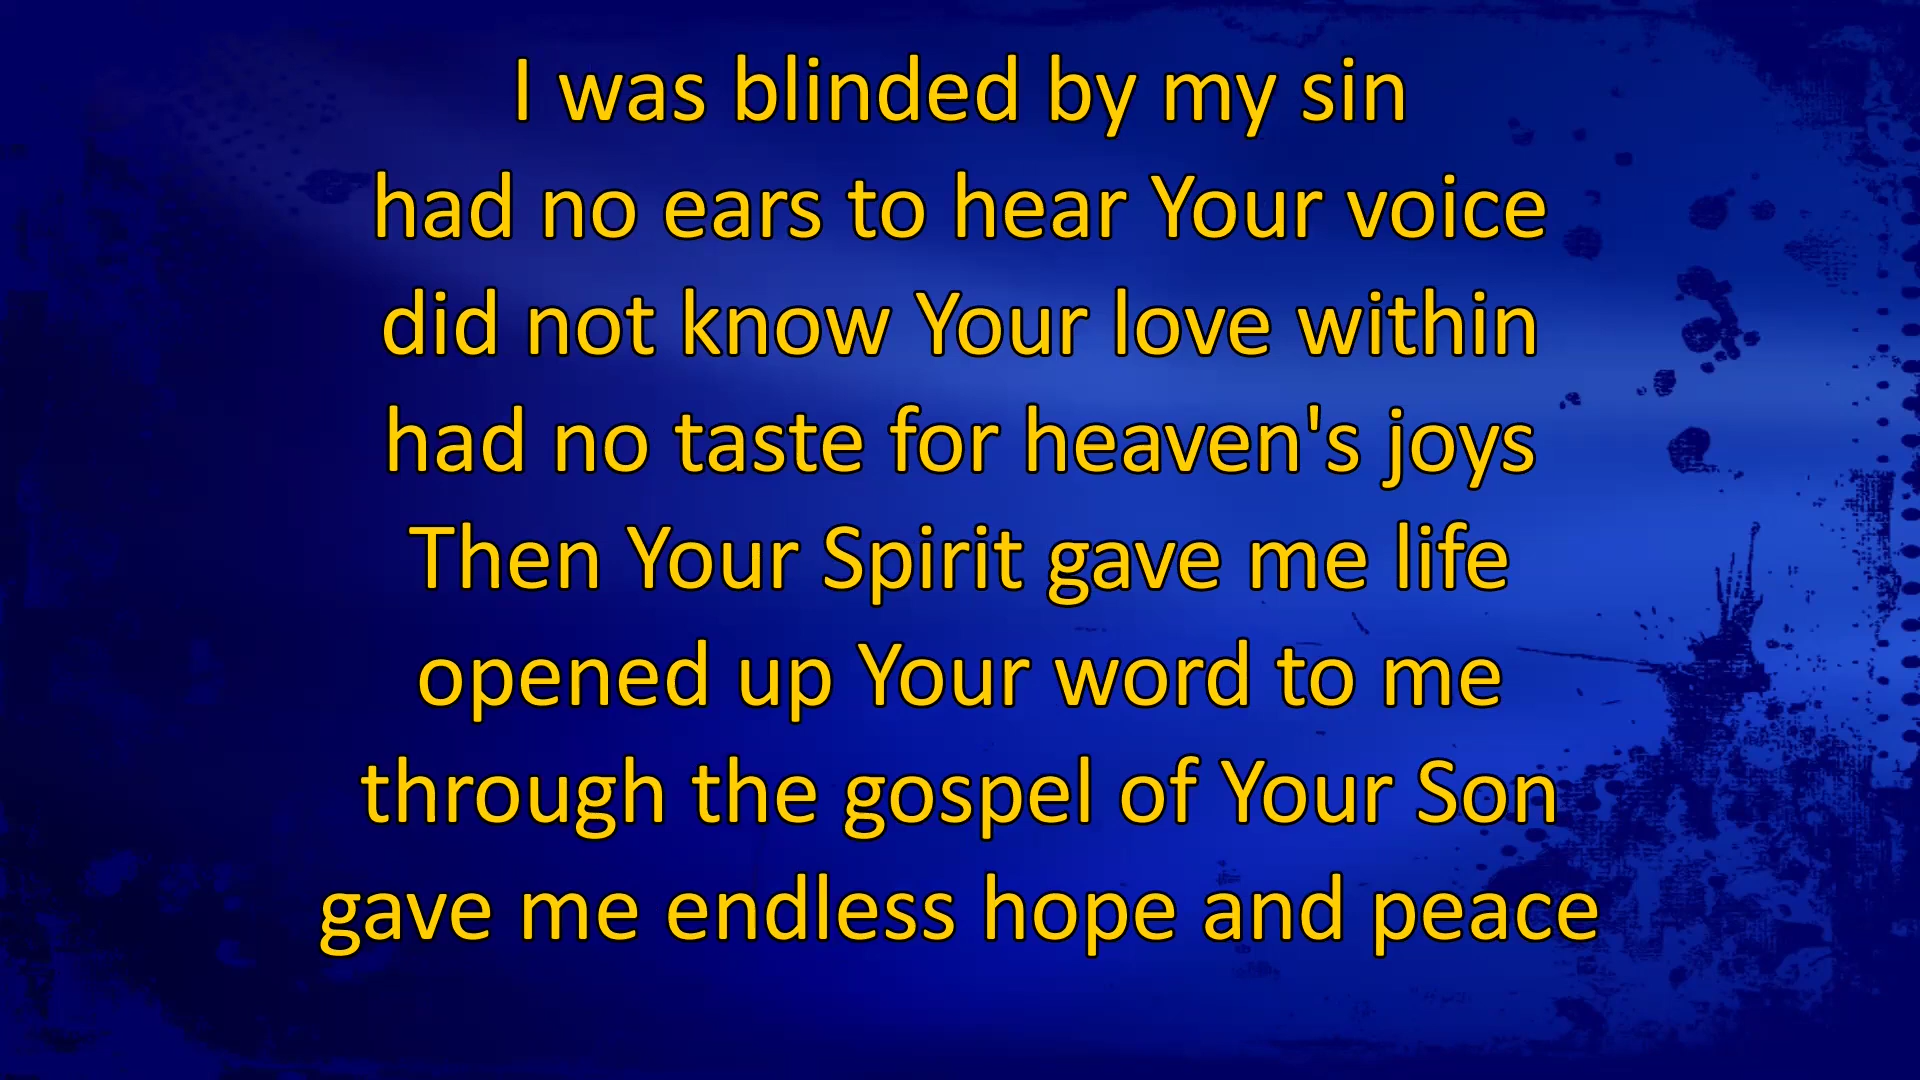 I was blinded by my sin
had no ears to hear Your voice
did not know Your love within
had no taste for heaven's joys
Then Your Spirit gave me life
opened up Your word to me
through the gospel of Your Son
gave me endless hope and peace